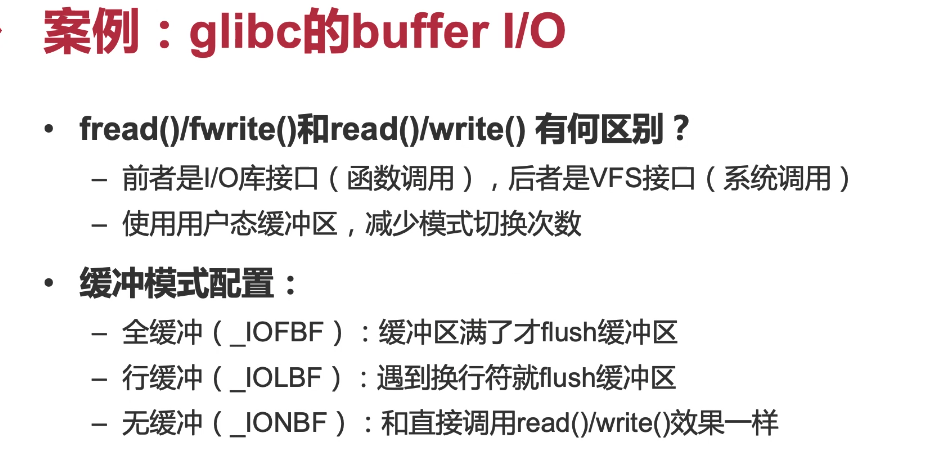 案例：glibc的buffer I/O
• fread()/fwrite()和read()/write() 有何区别？
– 前者是I/O库接口（函数调用），后者是VFS接口（系统调用）
– 使用用户态缓冲区，减少模式切换次数
• 缓冲模式配置：
– 全缓冲（_IOFBF）：缓冲区满了才flush缓冲区
– 行缓冲（_IOLBF）：遇到换行符就flush缓冲区
– 无缓冲（_IONBF）：和直接调用read()/write()效果一样